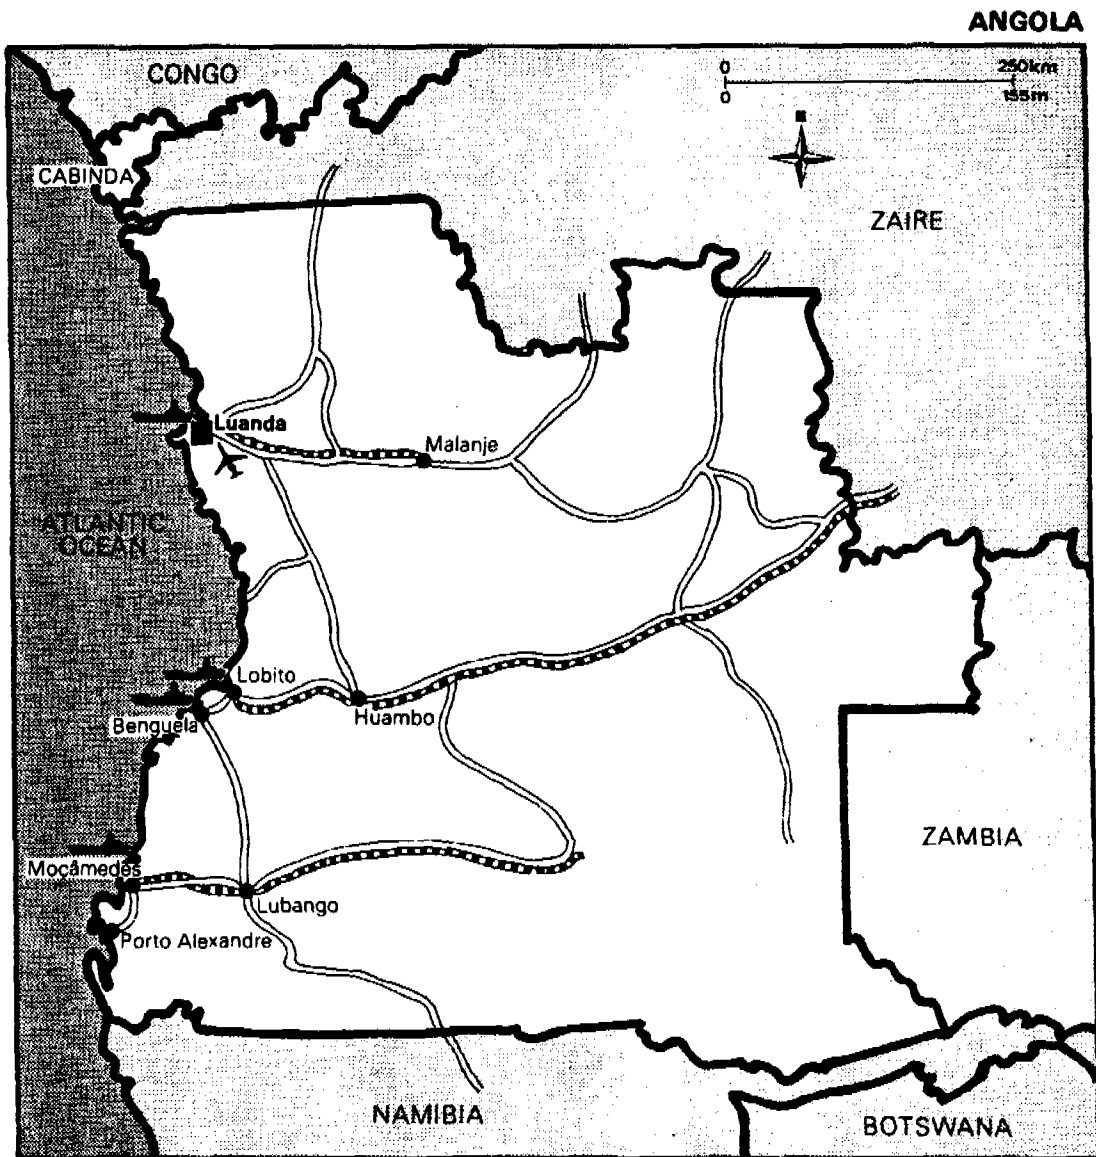 ANGOLA
CONGO
0 250km
0 155m
CABINDA
ZAIRE
Luanda
Malanje
ATLANTIC
OCEAN
Lobito
Huambo
Benguela
ZAMBIA
Moçâmedes
Lubango
Porto Alexandre
NAMIBIA
BOTSWANA